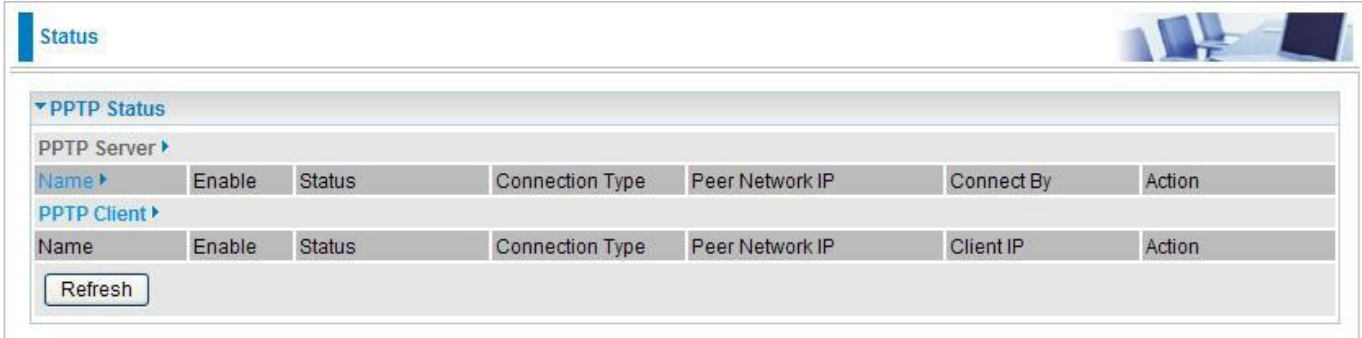 Status
PPTP Status
PPTP Server
Name Enable Status Connection Type Peer Network IP Connect By Action
PPTP Client
Name Enable Status Connection Type Peer Network IP Client IP Action
Refresh